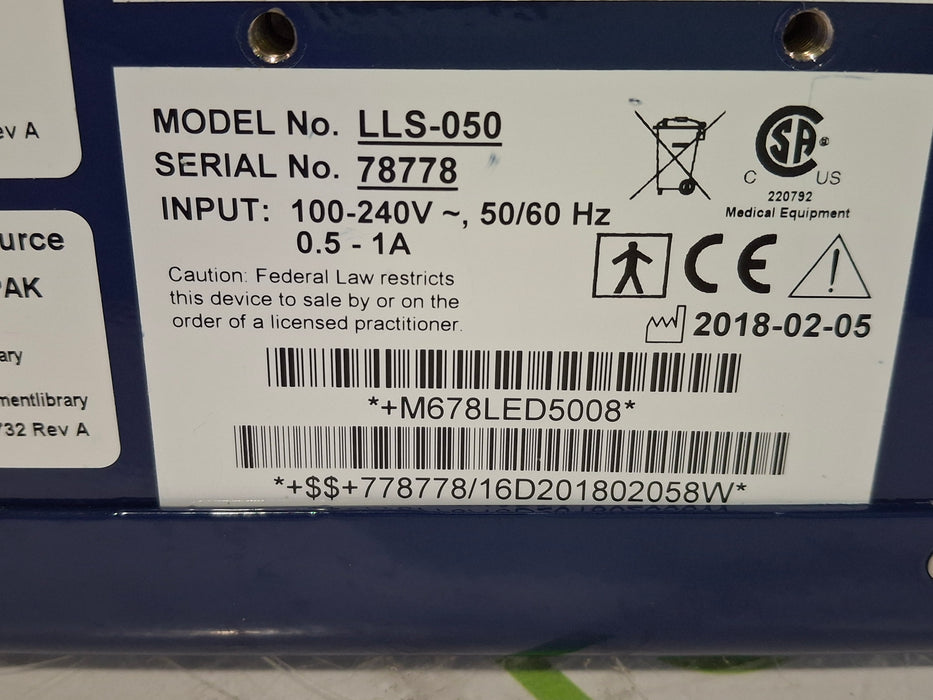 ev A
urce
PAK
ary
mentlibrary
732 Rev A
MODEL No. LLS-050
SERIAL No. 78778
INPUT: 100-240V ~, 50/60 Hz
0.5 - 1A
Caution: Federal Law restricts
this device to sale by or on the
order of a licensed practitioner.
CSA ®
C US
220792
Medical Equipment
CE
2018-02-05
*+M678LED5008*
*+$$+778778/16D201802058W*